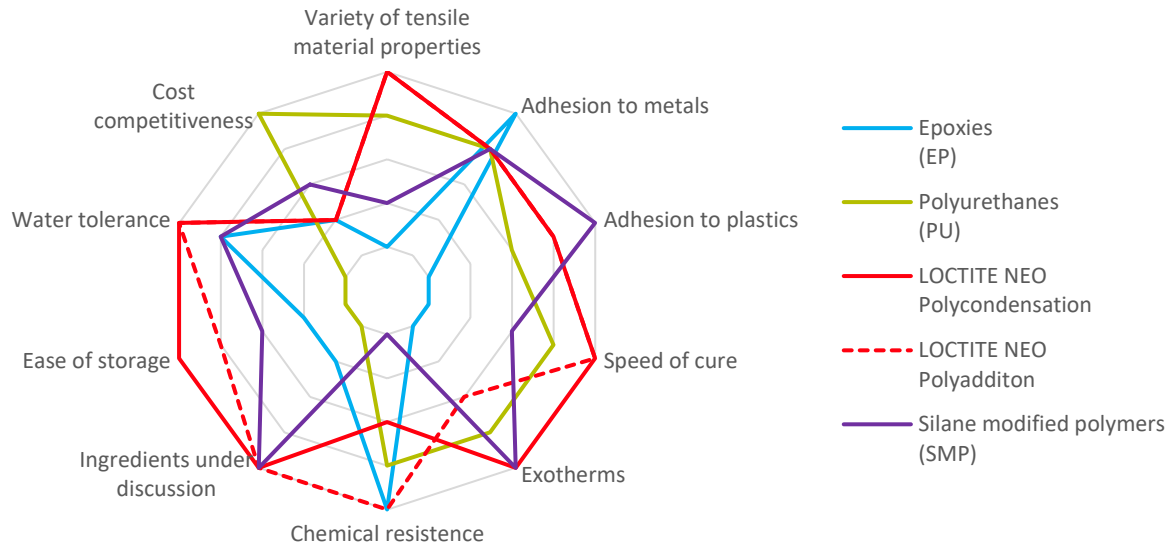 Variety of tensile
material properties
Adhesion to metals
Adhesion to plastics
Speed of cure
Exotherms
Chemical resistence
Ingredients under
discussion
Ease of storage
Water tolerance
Cost
competitiveness
Epoxies
(EP)
Polyurethanes
(PU)
LOCTITE NEO
Polycondensation
LOCTITE NEO
Polyadditon
Silane modified polymers
(SMP)